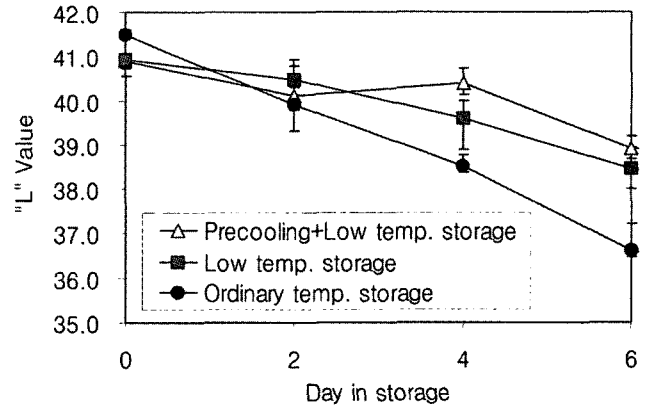 42.0
41.0
40.0
39.0
38.0
37.0
36.0
35.0
"L" Value
Precooling+Low temp. storage
Low temp. storage
Ordinary temp. storage
0 2 4 6
Day in storage